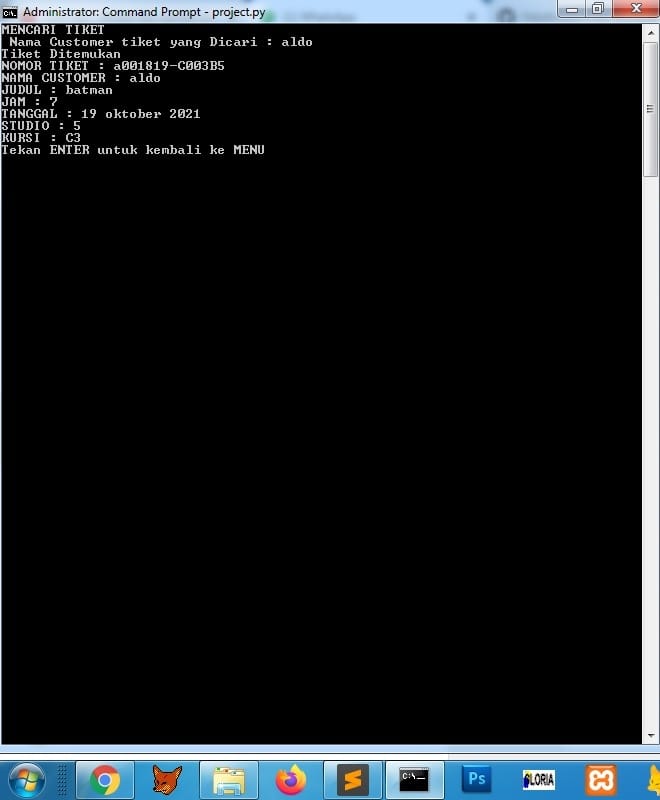 Administrator: Command Prompt - project.py
MENCARI TIKET
Nama Customer tiket yang Dicari : aldo
Tiket Ditemukan
NOMOR TIKET : a001819-C003B5
NAMA CUSTOMER : aldo
JUDUL : batman
JAM : 7
TANGGAL : 19 oktober 2021
STUDIO : 5
KURSI : C3
Tekan ENTER untuk kembali ke MENU
C:\
Ps
GLORIA